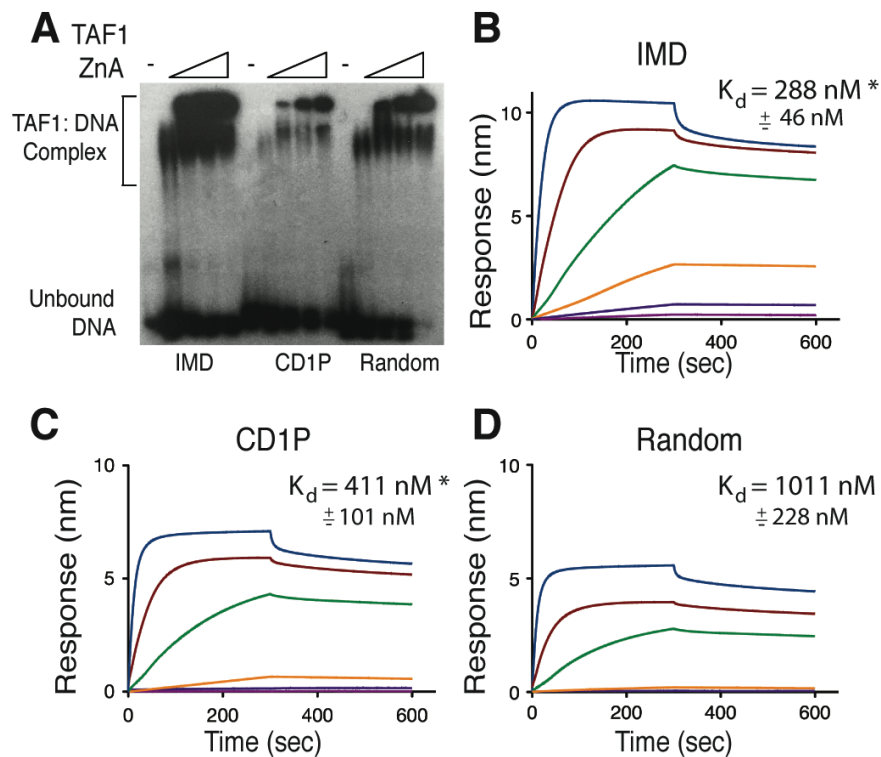 A
TAF1
ZnA
- - -
TAF1: DNA
Complex
Unbound
DNA
IMD CD1P Random
B
IMD
K d = 288 nM *
± 46 nM
Response (nm)
10
5
0
0 200 400 600
Time (sec)
C
CD1P
K d = 411 nM *
± 101 nM
Response (nm)
10
5
0
0 200 400 600
Time (sec)
D
Random
K d = 1011 nM
± 228 nM
Response (nm)
10
5
0
0 200 400 600
Time (sec)